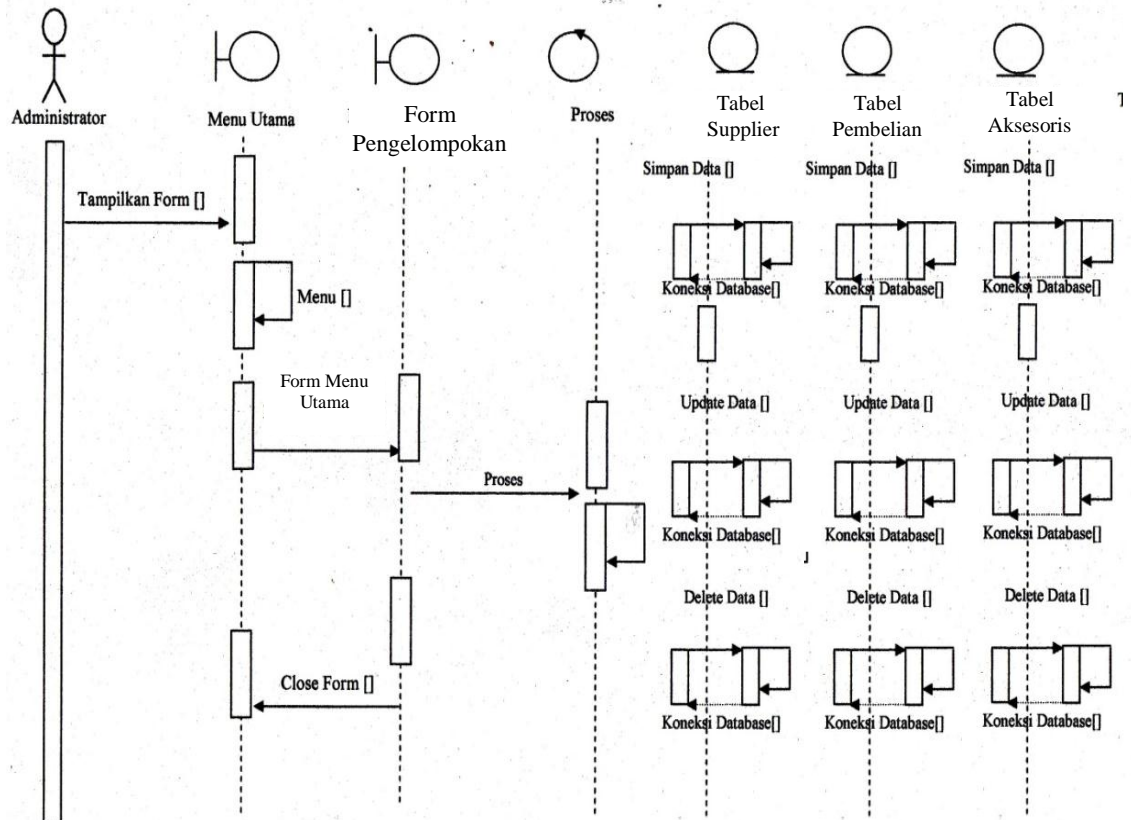 Administrator
Menu Utama
Form
Pengelompokan
Proses
Tabel
Supplier
Tabel
Pembelian
Tabel
Aksesoris
Simpan Data []
Simpan Data []
Simpan Data []
Tampilkan Form []
Koneksi Database[]
Koneksi Database[]
Koneksi Database[]
Menu []
Form Menu
Utama
Update Data []
Update Data []
Update Data []
Proses
Koneksi Database[]
Koneksi Database[]
Koneksi Database[]
Delete Data []
Delete Data []
Delete Data []
Close Form []
Koneksi Database[]
Koneksi Database[]
Koneksi Database[]